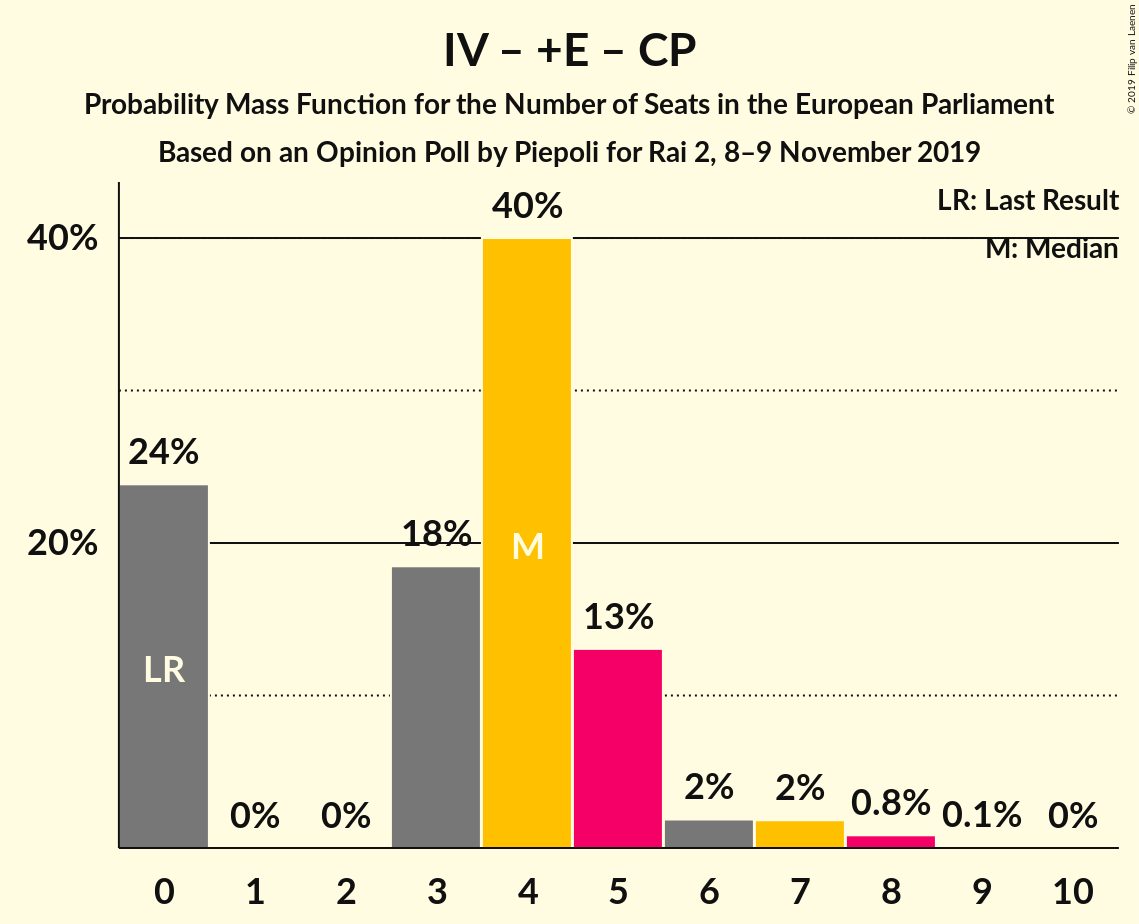 IV – +E – CP
Probability Mass Function for the Number of Seats in the European Parliament
Based on an Opinion Poll by Piepoli for Rai 2, 8–9 November 2019
© 2019 Filip van Laenen
LR: Last Result
M: Median
40%
20%
24%
0%
0%
18%
40%
13%
2%
2%
0.8%
0.1%
0%
LR
M
0 1 2 3 4 5 6 7 8 9 10